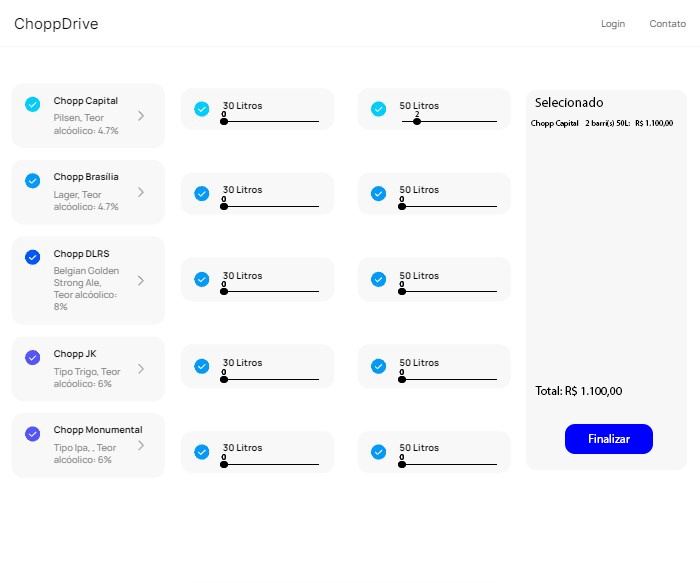 ChoppDrive
Login
Contato
Chopp Capital
Pilsen, Teor
alcóolico: 4.7%
30 Litros
0
50 Litros
2
Selecionado
Chopp Capital 2 barri(s) 50L: R$ 1.100,00
Chopp Brasília
Lager, Teor
alcóolico: 4.7%
30 Litros
0
50 Litros
0
Chopp DLRS
Belgian Golden
Strong Ale,
Teor alcóolico:
8%
30 Litros
0
50 Litros
0
Chopp JK
Tipo Trigo, Teor
alcóolico: 6%
30 Litros
0
50 Litros
0
Chopp Monumental
Tipo Ipa, , Teor
alcóolico: 6%
30 Litros
0
50 Litros
0
Total: R$ 1.100,00
Finalizar